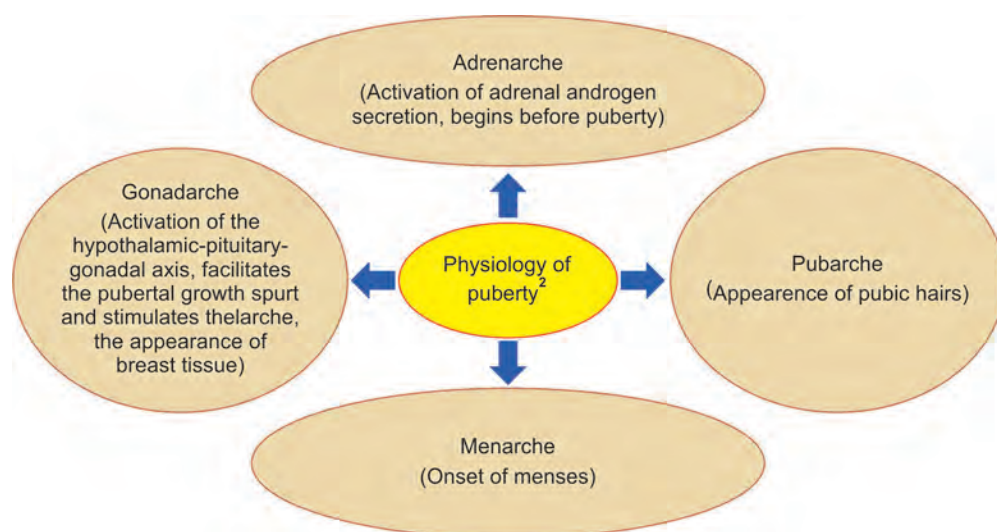 Adrenarche
(Activation of adrenal androgen
secretion, begins before puberty)
Gonadarche
(Activation of the
hypothalamic-pituitary-
gonadal axis, facilitates
the pubertal growth spurt
and stimulates thelarche,
the appearance of
breast tissue)
Physiology of
puberty2
Pubarche
(Appearence of pubic hairs)
Menarche
(Onset of menses)